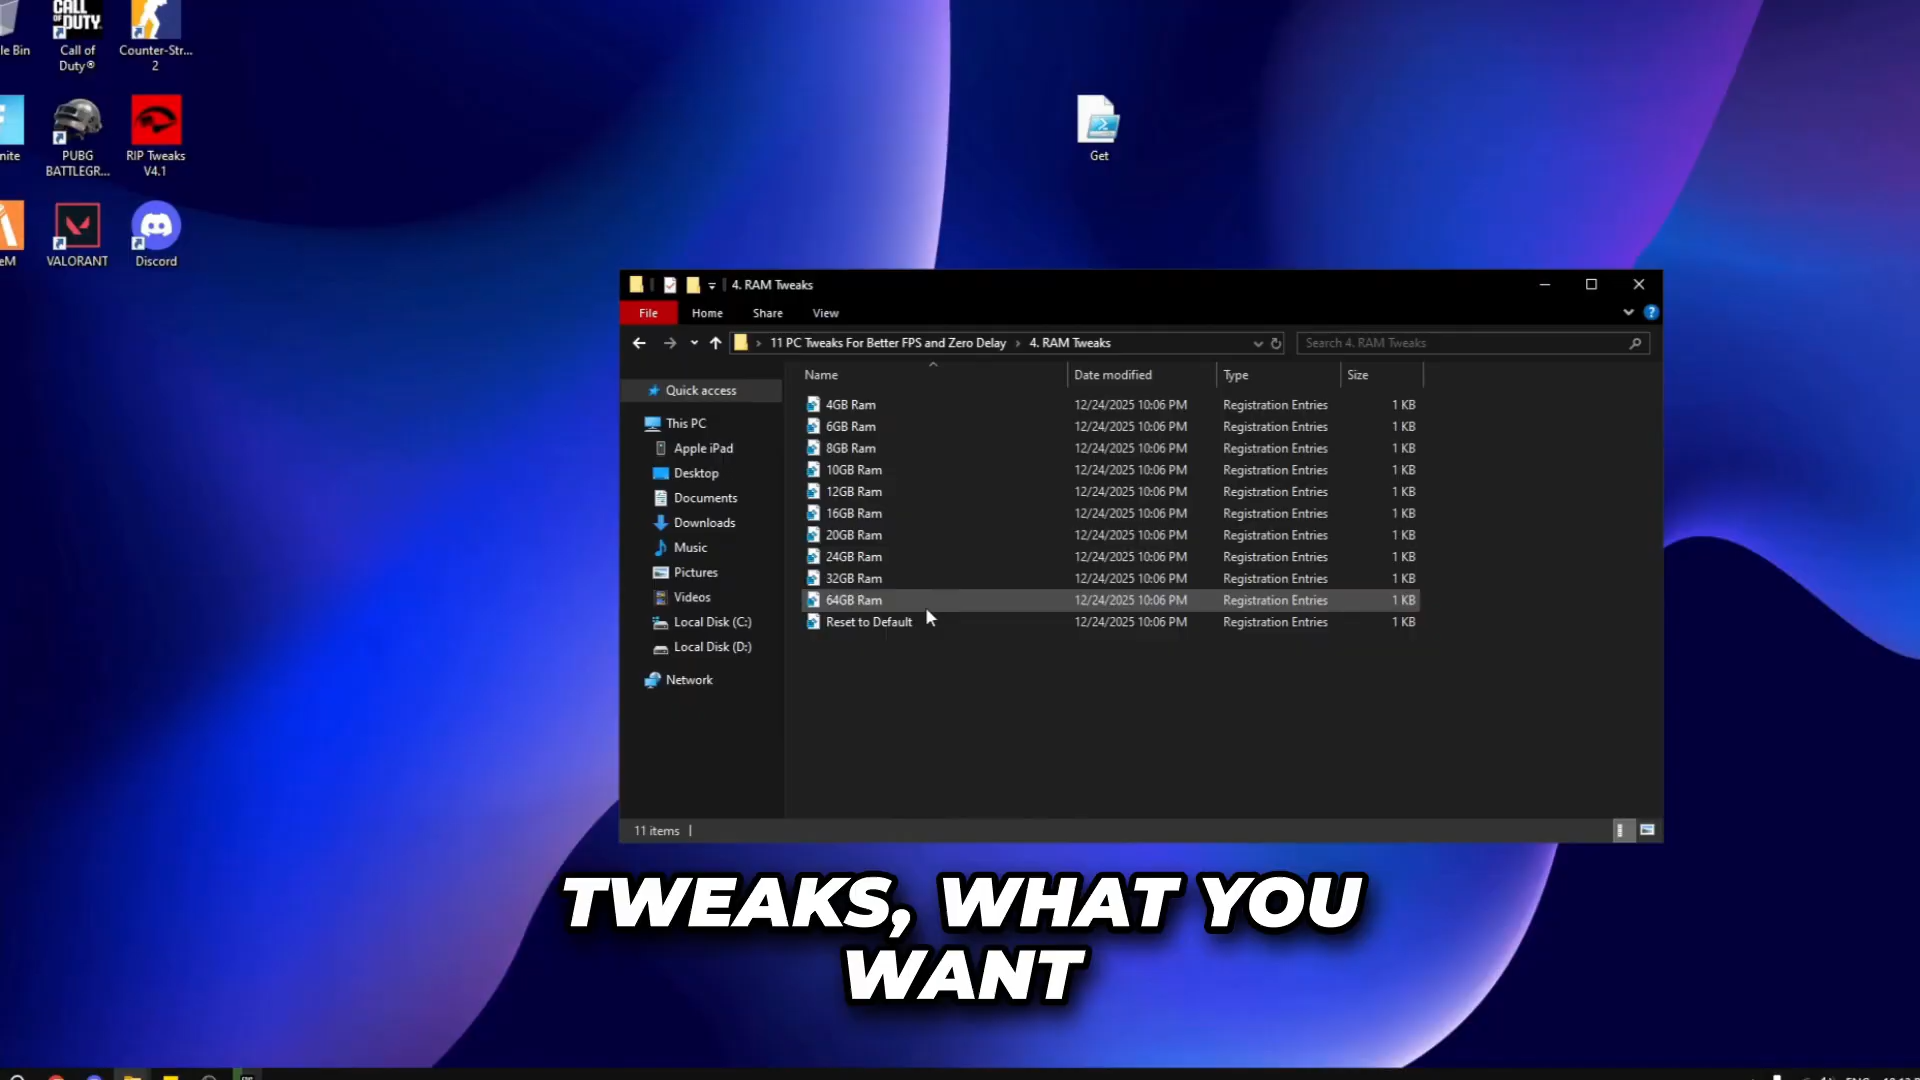 le Bin
Call of
Duty®
Counter-Str...
2
nite
PUBG
BATTLEGR...
RIP Tweaks
V4.1
eM
VALORANT
Discord
Get
4. RAM Tweaks
File
Home
Share
View
11 PC Tweaks For Better FPS and Zero Delay
4. RAM Tweaks
Search 4. RAM Tweaks
Name
Date modified
Type
Size
Quick access
This PC
Apple iPad
Desktop
Documents
Downloads
Music
Pictures
Videos
Local Disk (C:)
Local Disk (D:)
Network
4GB Ram 12/24/2025 10:06 PM Registration Entries 1 KB
6GB Ram 12/24/2025 10:06 PM Registration Entries 1 KB
8GB Ram 12/24/2025 10:06 PM Registration Entries 1 KB
10GB Ram 12/24/2025 10:06 PM Registration Entries 1 KB
12GB Ram 12/24/2025 10:06 PM Registration Entries 1 KB
16GB Ram 12/24/2025 10:06 PM Registration Entries 1 KB
20GB Ram 12/24/2025 10:06 PM Registration Entries 1 KB
24GB Ram 12/24/2025 10:06 PM Registration Entries 1 KB
32GB Ram 12/24/2025 10:06 PM Registration Entries 1 KB
64GB Ram 12/24/2025 10:06 PM Registration Entries 1 KB
Reset to Default 12/24/2025 10:06 PM Registration Entries 1 KB
11 items
TWEAKS, WHAT YOU
WANT